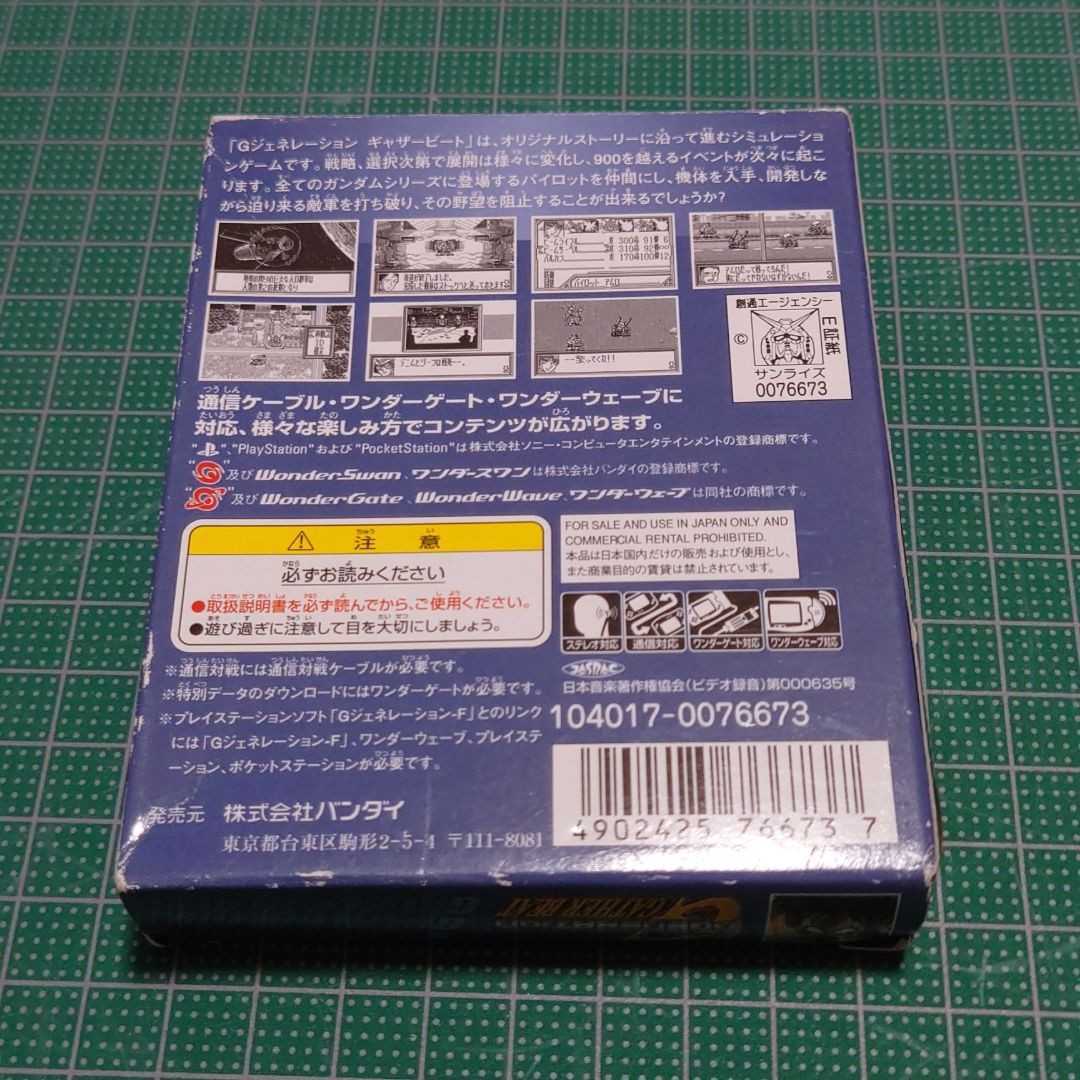 「Gジェネレーション ギャザービート」は、オリジナルストーリーに沿って進むシミュレーショ
ンゲームです。戦略、選択次第で展開は様々に変化し、900を越えるイベントが次々に起こ
ります。全てのガンダムシリーズに登場するパイロットを仲間にし、機体を入手、開発しな
がら迫り来る敵軍を打ち破り、その野望を阻止することが出来るでしょうか?
パイロット アムロ
創通エージェンシー
サンライズ
©
証紙
0076673
通信ケーブル・ワンダーゲート・ワンダーウェーブに
対応、様々な楽しみ方でコンテンツが広がります。
"、"PlayStation"および"PocketStation"は株式会社ソニー・コンピュータエンタテインメントの登録商標です。
及びWonderSwan、ワンダースワンは株式会社バンダイの登録商標です。
及びWonderGate、WonderWave、ワンダーウェーブは同社の商標です。
注意
必ずお読みください
●取扱説明書を必ず読んでから、ご使用ください。
●遊び過ぎに注意して目を大切にしましょう。
FOR SALE AND USE IN JAPAN ONLY AND
COMMERCIAL RENTAL PROHIBITED.
本品は日本国内だけの販売および使用とし、
また商業目的の賃貸は禁止されています。
ステレオ対応 通信対応 ワンダーゲート対応 ワンダーウェーブ対応
※通信対戦には通信対戦ケーブルが必要です。
※特別データのダウンロードにはワンダーゲートが必要です。
※プレイステーションソフト「Gジェネレーション-F」とのリンク
には「Gジェネレーション-F」、ワンダーウェーブ、プレイステ
ーション、ポケットステーションが必要です。
JASRAC
日本音楽著作権協会(ビデオ録音)第000635号
104017-0076673
4902425 766737
発売元 株式会社バンダイ
東京都台東区駒形2-5-4 〒111-8081
GATHER BEAT